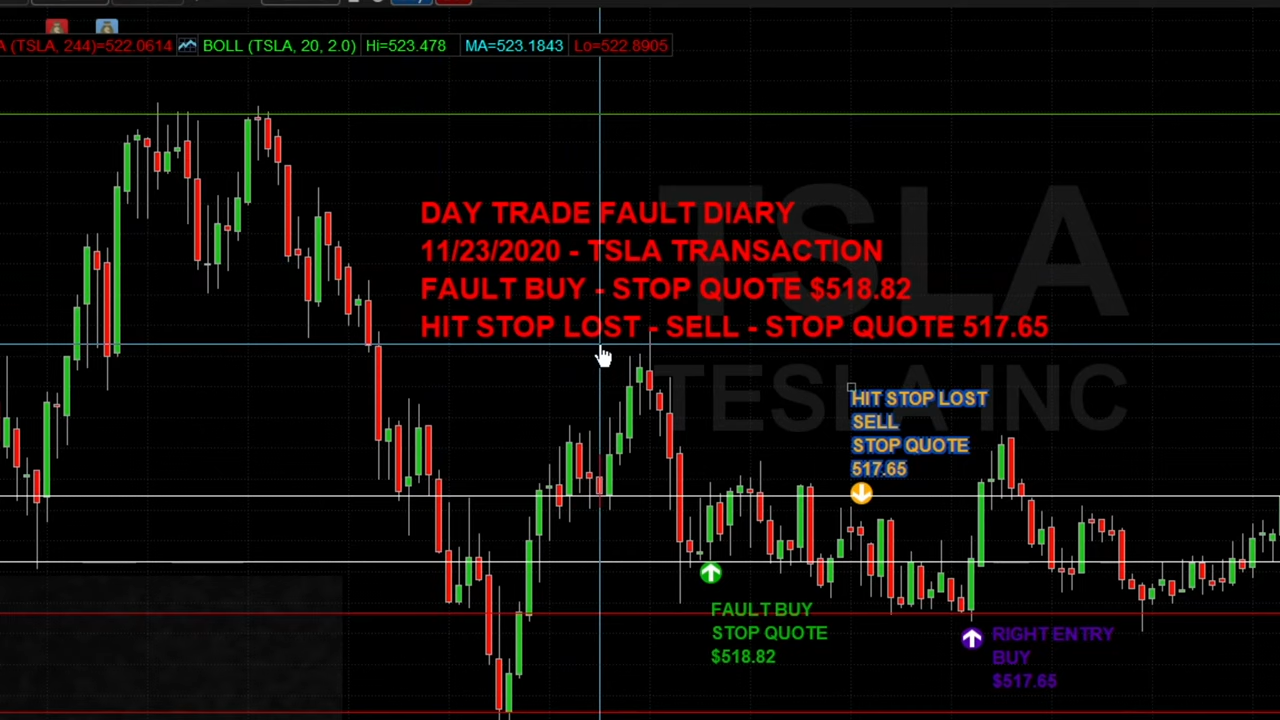 A (TSLA, 244)=522.0614 BOLL (TSLA, 20, 2.0) Hi=523.478 MA=523.1843 Lo=522.8905
TSLA
TESLA INC
DAY TRADE FAULT DIARY
11/23/2020 - TSLA TRANSACTION
FAULT BUY - STOP QUOTE $518.82
HIT STOP LOST - SELL - STOP QUOTE 517.65
HIT STOP LOST
SELL
STOP QUOTE
517.65
FAULT BUY
STOP QUOTE
$518.82
RIGHT ENTRY
BUY
$517.65